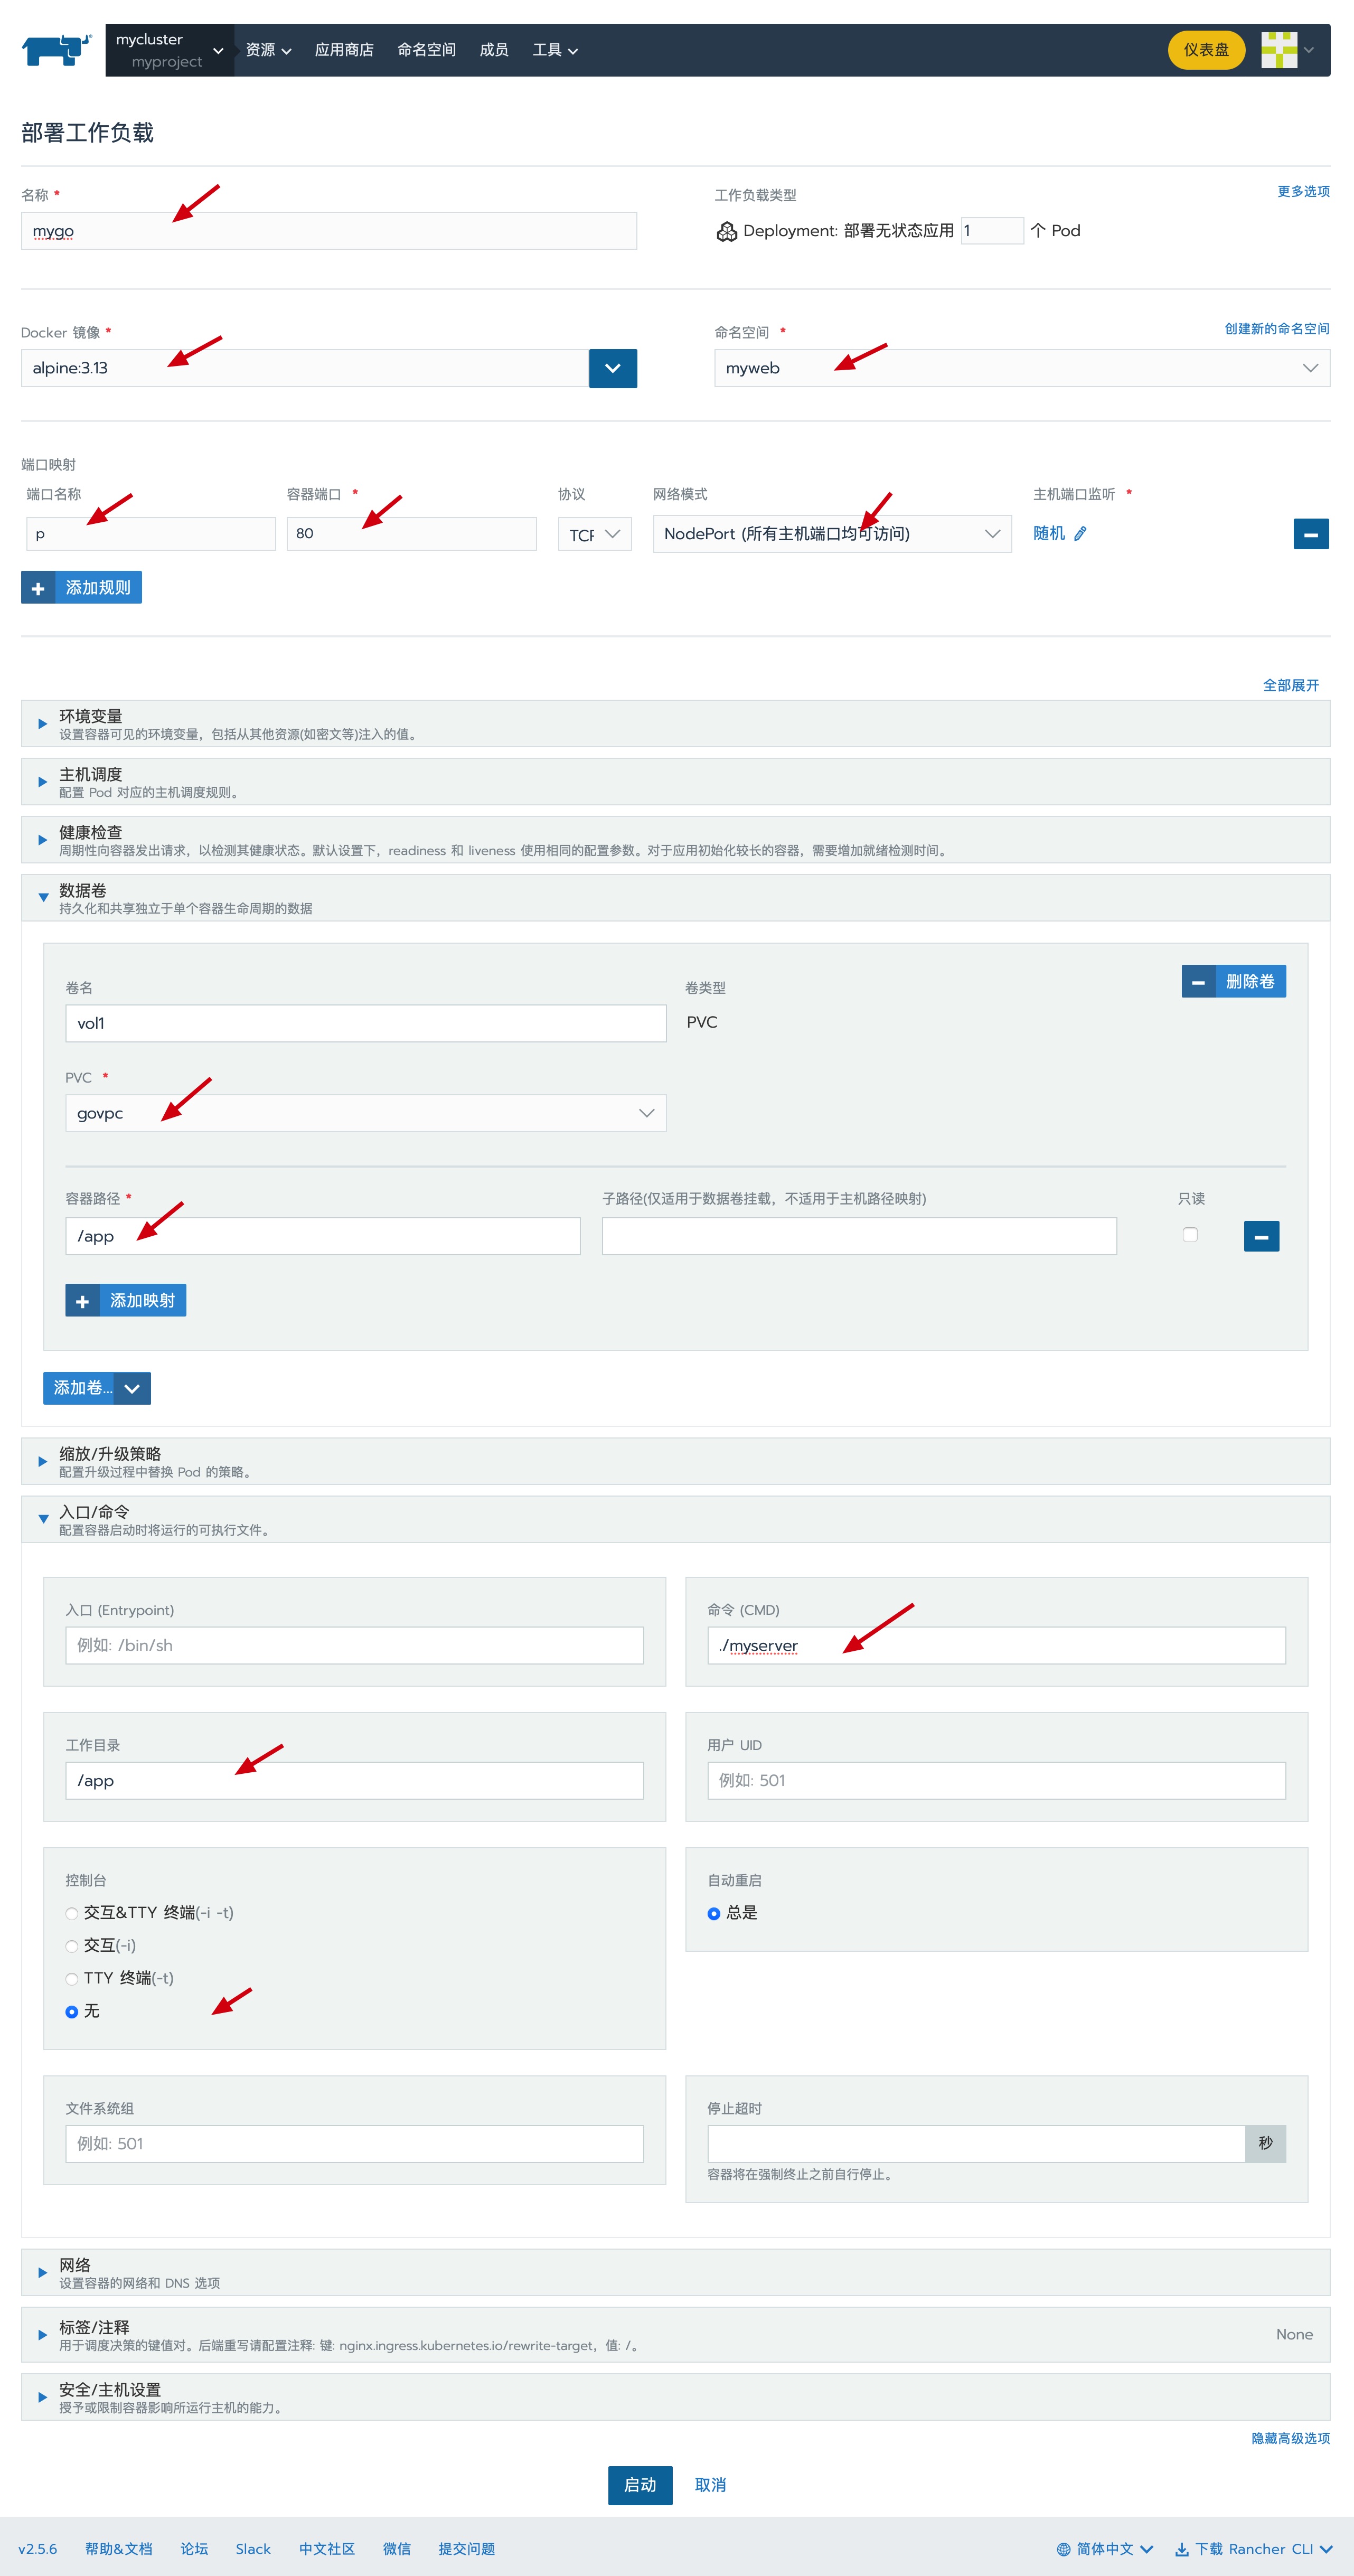 mycluster
myproject
资源 应用商店 命名空间 成员 工具
仪表盘
部署工作负载
名称 *
mygo
工作负载类型
更多选项
Deployment: 部署无状态应用 1 个 Pod
Docker 镜像 *
alpine:3.13
命名空间 *
创建新的命名空间
myweb
端口映射
端口名称 容器端口 * 协议 网络模式 主机端口监听 *
p 80 TCP NodePort (所有主机端口均可访问) 随机
添加规则
全部展开
环境变量
设置容器可见的环境变量，包括从其他资源(如密文等)注入的值。
主机调度
配置 Pod 对应的主机调度规则。
健康检查
周期性向容器发出请求，以检测其健康状态。默认设置下，readiness 和 liveness 使用相同的配置参数。对于应用初始化较长的容器，需要增加就绪检测时间。
数据卷
持久化和共享独立于单个容器生命周期的数据
卷名
vol1
卷类型
PVC
删除卷
PVC *
govpc
容器路径 * 子路径(仅适用于数据卷挂载，不适用于主机路径映射) 只读
/app
添加映射
添加卷...
缩放/升级策略
配置升级过程中替换 Pod 的策略。
入口/命令
配置容器启动时将运行的可执行文件。
入口 (Entrypoint)
例如: /bin/sh
命令 (CMD)
./myserver
工作目录
/app
用户 UID
例如: 501
控制台
交互&TTY 终端(-i -t)
交互(-i)
TTY 终端(-t)
无
自动重启
总是
文件系统组
例如: 501
停止超时
秒
容器将在强制终止之前自行停止。
网络
设置容器的网络和 DNS 选项
标签/注释
用于调度决策的键值对。后端重写请配置注释: 键: nginx.ingress.kubernetes.io/rewrite-target，值: /。
None
安全/主机设置
授予或限制容器影响所运行主机的能力。
隐藏高级选项
启动 取消
v2.5.6 帮助&文档 论坛 Slack 中文社区 微信 提交问题 简体中文 下载 Rancher CLI